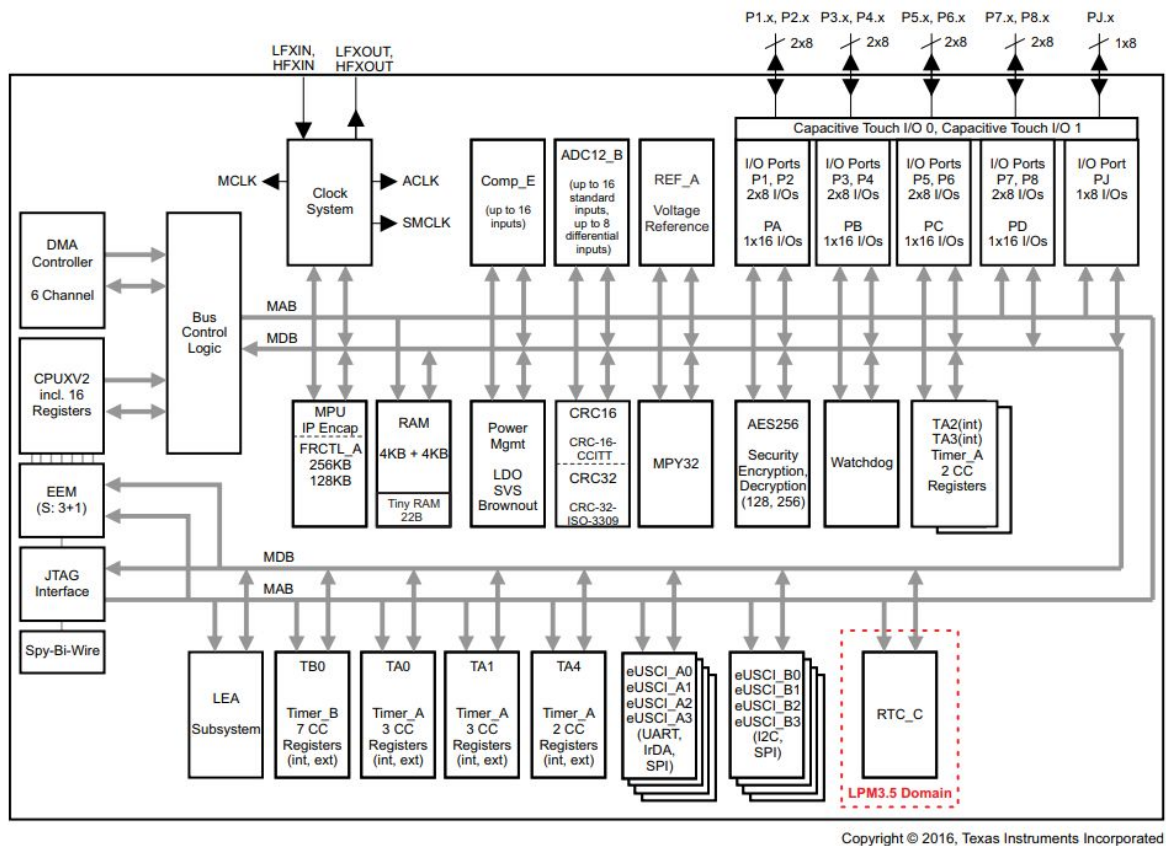 P1.x, P2.x
P3.x, P4.x
P5.x, P6.x
P7.x, P8.x
PJ.x
2x8
2x8
2x8
2x8
1x8
LFXIN,
HFXIN
LFXOUT,
HFXOUT
Capacitive Touch I/O 0, Capacitive Touch I/O 1
MCLK
Clock
System
ACLK
SMCLK
Comp_E
(up to 16
inputs)
ADC12_B
(up to 16
standard
inputs,
up to 8
differential
inputs)
REF_A
Voltage
Reference
I/O Ports
P1, P2
2x8 I/Os
PA
1x16 I/Os
I/O Ports
P3, P4
2x8 I/Os
PB
1x16 I/Os
I/O Ports
P5, P6
2x8 I/Os
PC
1x16 I/Os
I/O Ports
P7, P8
2x8 I/Os
PD
1x16 I/Os
I/O Port
PJ
1x8 I/Os
DMA
Controller
6 Channel
Bus
Control
Logic
MAB
MDB
CPUXV2
incl. 16
Registers
MPU
IP Encap
FRCTL_A
256KB
128KB
RAM
4KB + 4KB
Tiny RAM
22B
Power
Mgmt
LDO
SVS
Brownout
CRC16
CRC-16-
CCITT
CRC32
CRC-32-
ISO-3309
MPY32
AES256
Security
Encryption,
Decryption
(128, 256)
Watchdog
TA2(int)
TA3(int)
Timer_A
2 CC
Registers
EEM
(S: 3+1)
JTAG
Interface
Spy-Bi-Wire
MDB
MAB
LEA
Subsystem
TB0
Timer_B
7 CC
Registers
(int, ext)
TA0
Timer_A
3 CC
Registers
(int, ext)
TA1
Timer_A
3 CC
Registers
(int, ext)
TA4
Timer_A
2 CC
Registers
(int, ext)
eUSCI_A0
eUSCI_A1
eUSCI_A2
eUSCI_A3
(UART,
IrDA,
SPI)
eUSCI_B0
eUSCI_B1
eUSCI_B2
eUSCI_B3
(I2C,
SPI)
RTC_C
LPM3.5 Domain
Copyright © 2016, Texas Instruments Incorporated